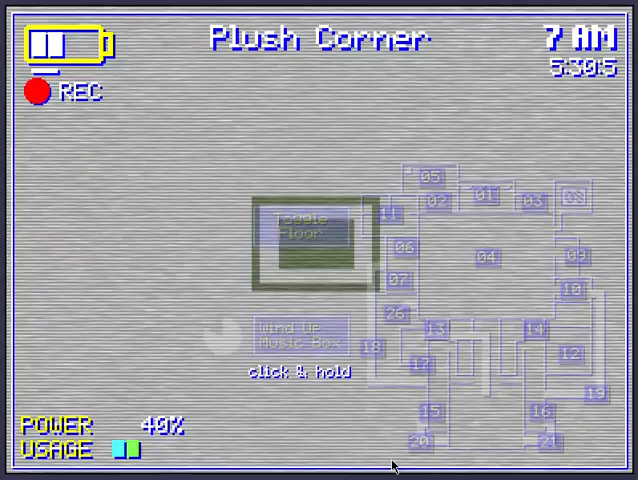 Plush Corner
7 AM
5:30:5
REC
Toggle
Floor
Wind Up
Music Box
click & hold
05
01
02
03
08
11
06
04
09
07
10
26
13
14
18
17
12
19
15
16
20
21
POWER 40%
USAGE